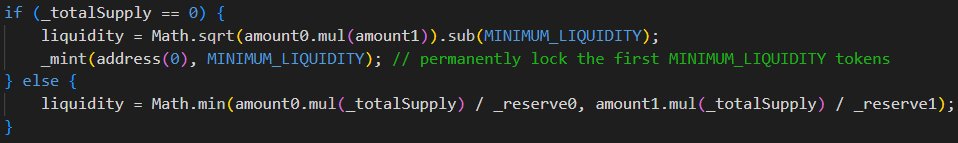 if (_totalSupply == 0) {
    liquidity = Math.sqrt(amount0.mul(amount1)).sub(MINIMUM_LIQUIDITY);
    _mint(address(0), MINIMUM_LIQUIDITY); // permanently lock the first MINIMUM_LIQUIDITY tokens
} else {
    liquidity = Math.min(amount0.mul(_totalSupply) / _reserve0, amount1.mul(_totalSupply) / _reserve1);
}